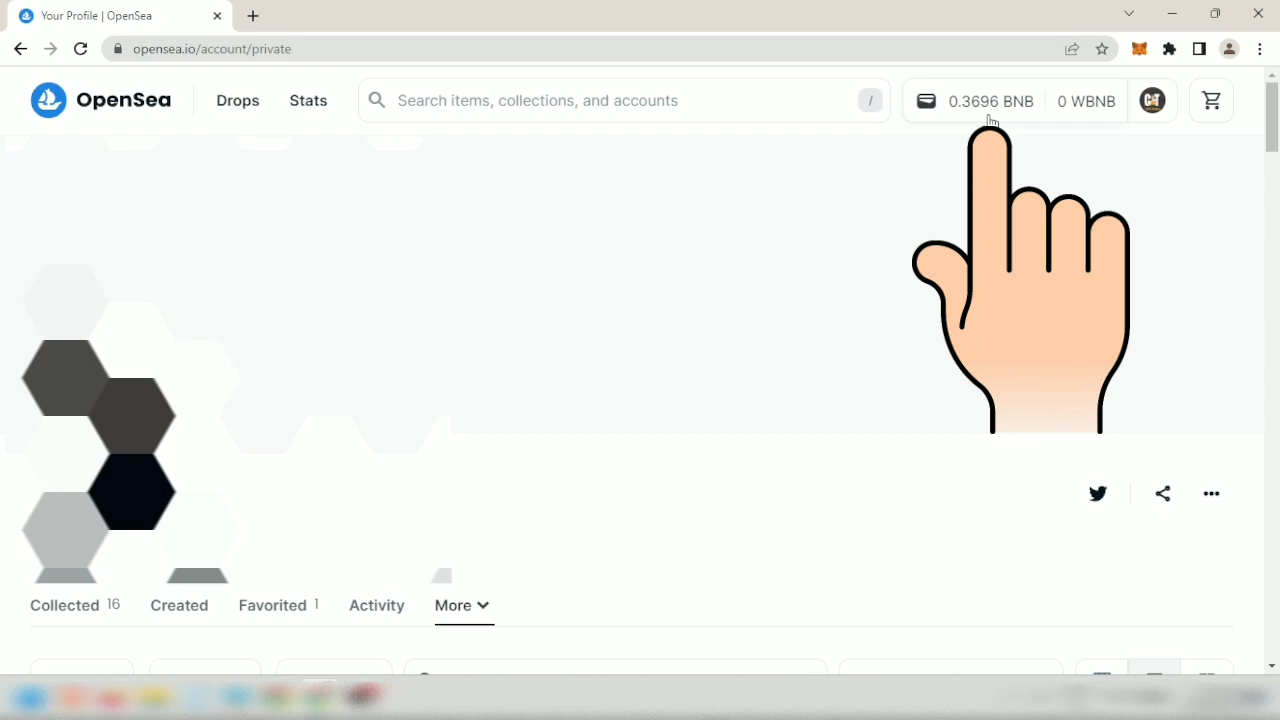 Your Profile | OpenSea
opensea.io/account/private
OpenSea
Drops
Stats
Search items, collections, and accounts
/
0.3696 BNB
0 WBNB
Collected 16
Created
Favorited 1
Activity
More